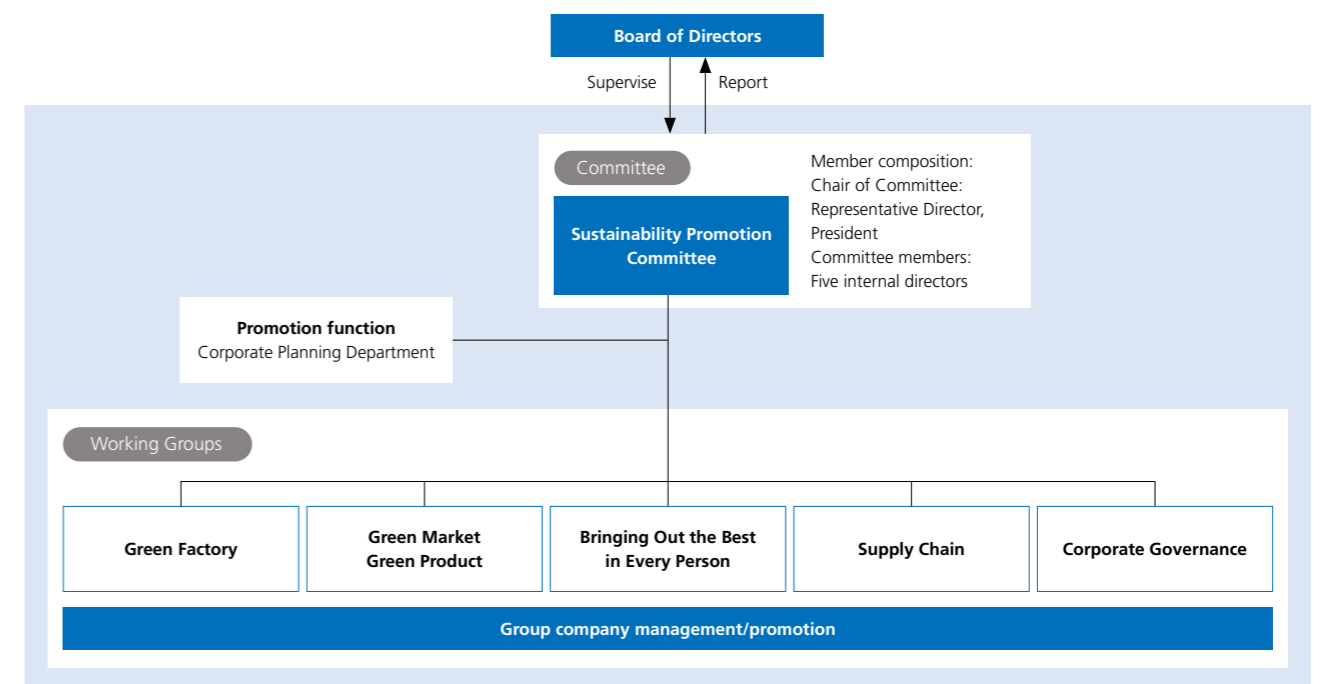 Board of Directors
Supervise
Report
Committee
Sustainability Promotion
Committee
Member composition:
Chair of Committee:
Representative Director,
President
Committee members:
Five internal directors
Promotion function
Corporate Planning Department
Working Groups
Green Factory
Green Market
Green Product
Bringing Out the Best
in Every Person
Supply Chain
Corporate Governance
Group company management/promotion